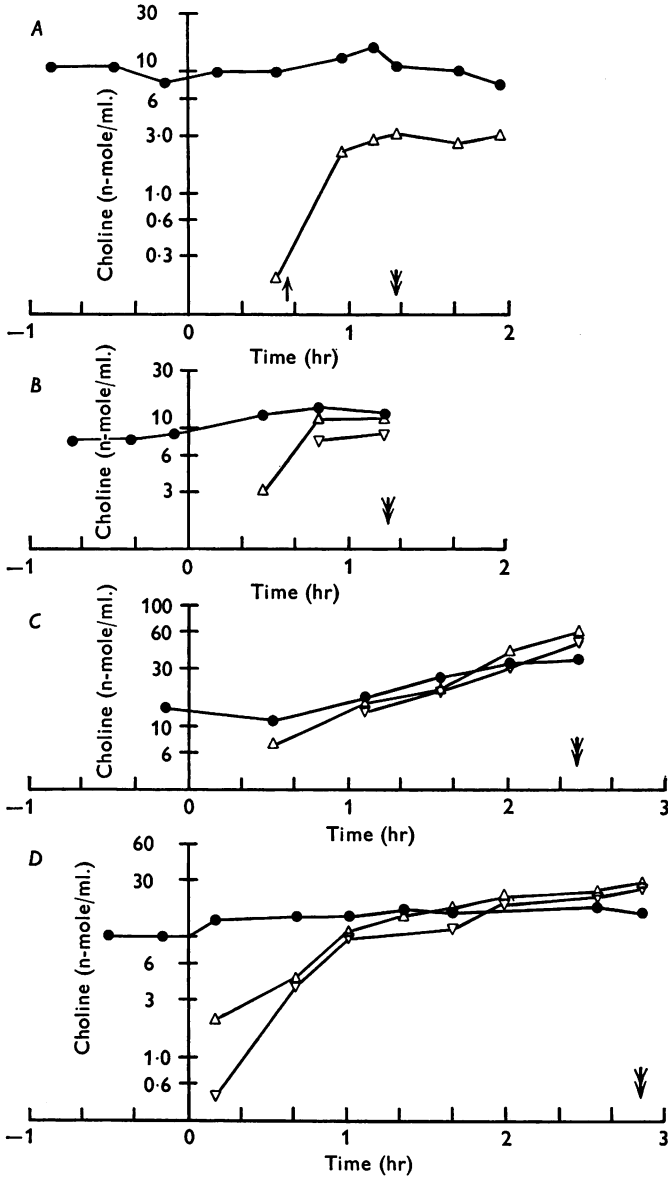 A
30
10
6
3·0
1·0
0·6
0·3
Choline (n-mole/ml.)
—1 0 1 2
Time (hr)
B
30
10
6
3
Choline (n-mole/ml.)
—1 0 1 2
Time (hr)
C
100
60
30
10
6
Choline (n-mole/ml.)
—1 0 1 2 3
Time (hr)
D
60
30
6
3
1·0
0·6
Choline (n-mole/ml.)
—1 0 1 2 3
Time (hr)